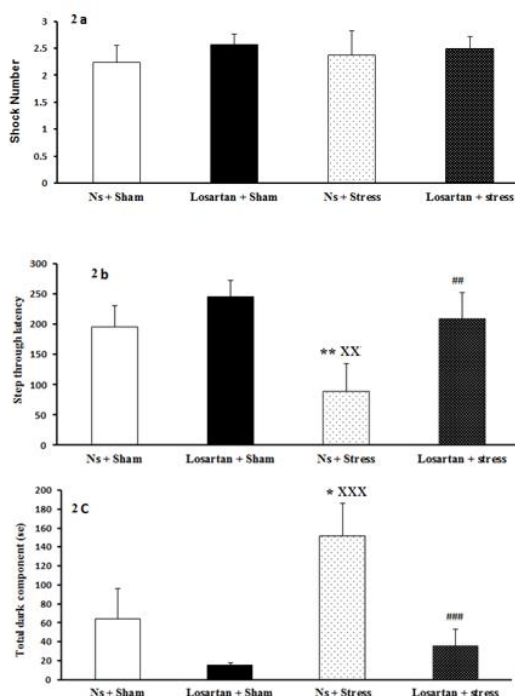 2a
3
2.5
2
1.5
1
0.5
0
Shock Number
Ns + Sham
Losartan + Sham
Ns + Stress
Losartan + stress
2b
300
250
200
150
100
50
0
Step through latency
** XX
##
Ns + Sham
Losartan + Sham
Ns + Stress
Losartan + stress
2C
200
180
160
140
120
100
80
60
40
20
0
Total dark component (se)
* XXX
###
Ns + Sham
Losartan + Sham
Ns + Stress
Losartan + stress